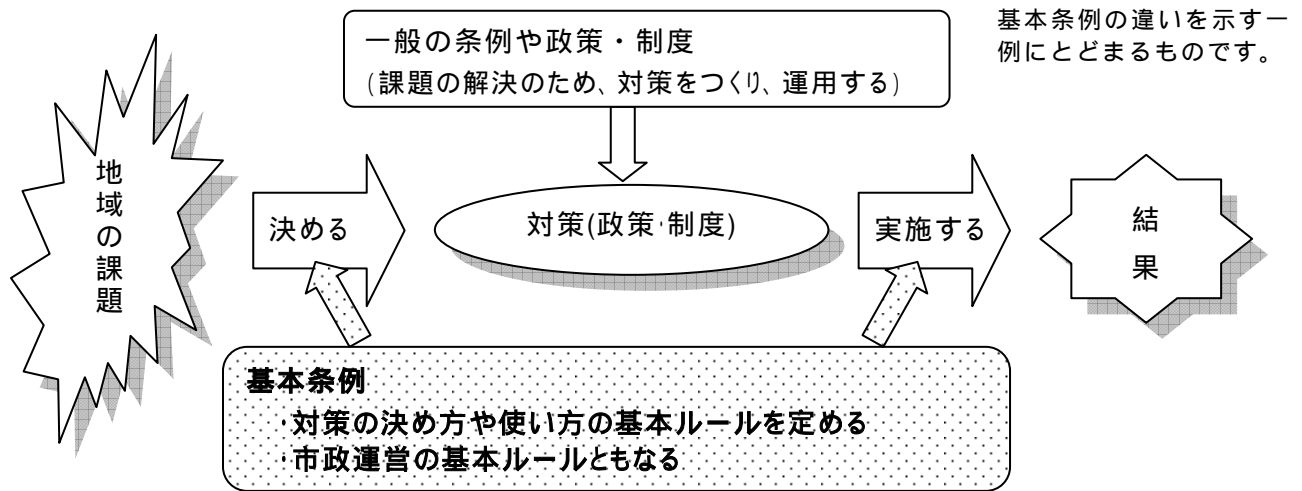 基本条例の違いを示す一
例にとどまるものです。
一般の条例や政策・制度
(課題の解決のため、対策をつくり、運用する)
地域の課題
決める
対策(政策・制度)
実施する
結果
基本条例
・対策の決め方や使い方の基本ルールを定める
・市政運営の基本ルールともなる